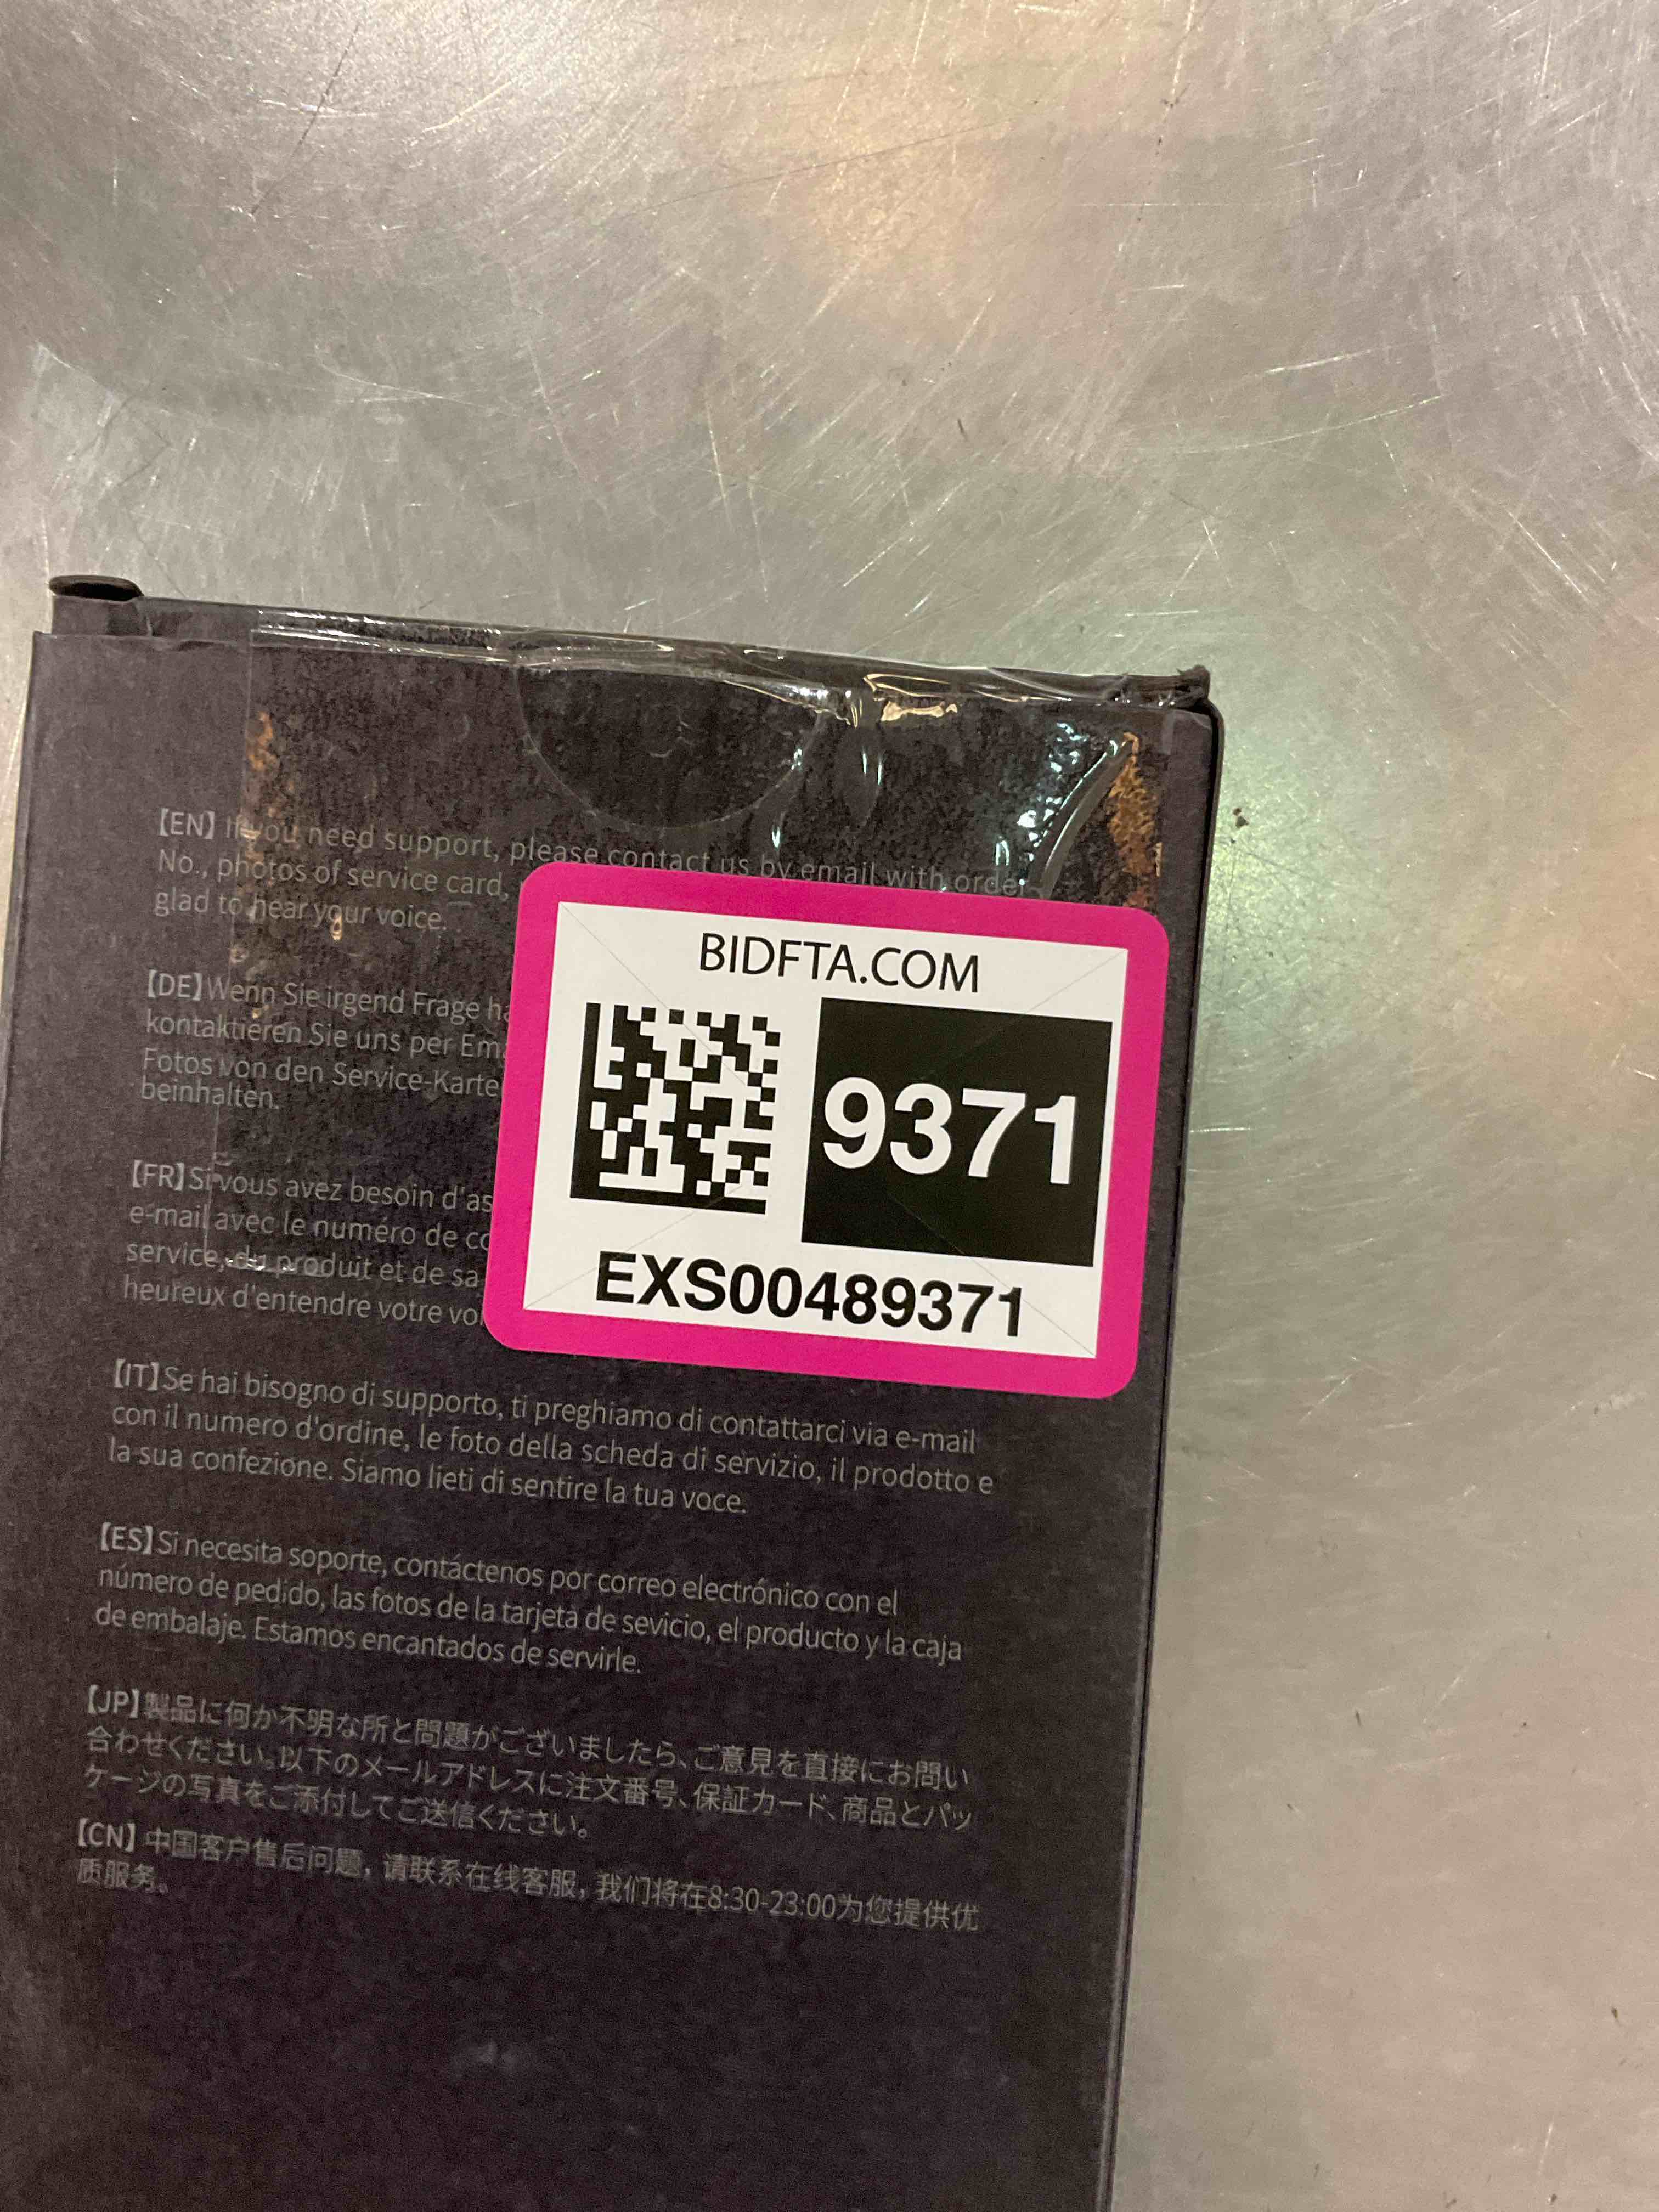 【EN】 If you need support, please contact us by email with order
No., photos of service card,
glad to hear your voice.
BIDFTA.COM
9371
EXS00489371
【DE】Wenn Sie irgend Frage
kontaktieren Sie uns per
Fotos von den Service-Karte
beinhalten.
【FR】Si vous avez besoin
e-mail avec le numéro de
service, du produit et de sa
heureux d'entendre votre
【IT】Se hai bisogno di supporto, ti preghiamo di contattarci via e-mail
con il numero d'ordine, le foto della scheda di servizio, il prodotto e
la sua confezione. Siamo lieti di sentire la tua voce.
【ES】Si necesita soporte, contáctenos por correo electrónico con el
número de pedido, las fotos de la tarjeta de sevicio, el producto y la caja
de embalaje. Estamos encantados de servirle.
【JP】製品に何か不明な所と問題がございましたら、ご意見を直接にお問い
合わせください。以下のメールアドレスに注文番号、保証カード、商品とパッ
ケージの写真をご添付してご送信ください。
【CN】 中国客户售后问题，请联系在线客服，我们将在8:30-23:00为您提供优
质服务。